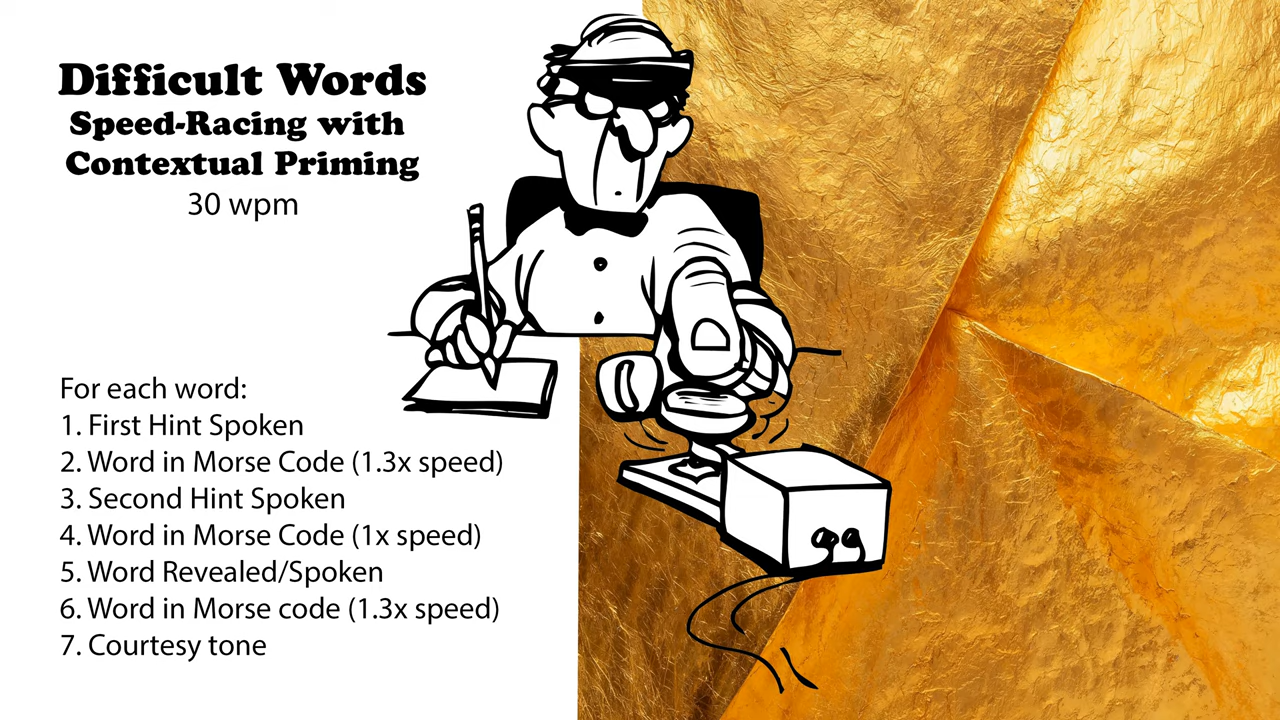 Difficult Words
Speed-Racing with
Contextual Priming
30 wpm
For each word:
1. First Hint Spoken
2. Word in Morse Code (1.3x speed)
3. Second Hint Spoken
4. Word in Morse Code (1x speed)
5. Word Revealed/Spoken
6. Word in Morse code (1.3x speed)
7. Courtesy tone